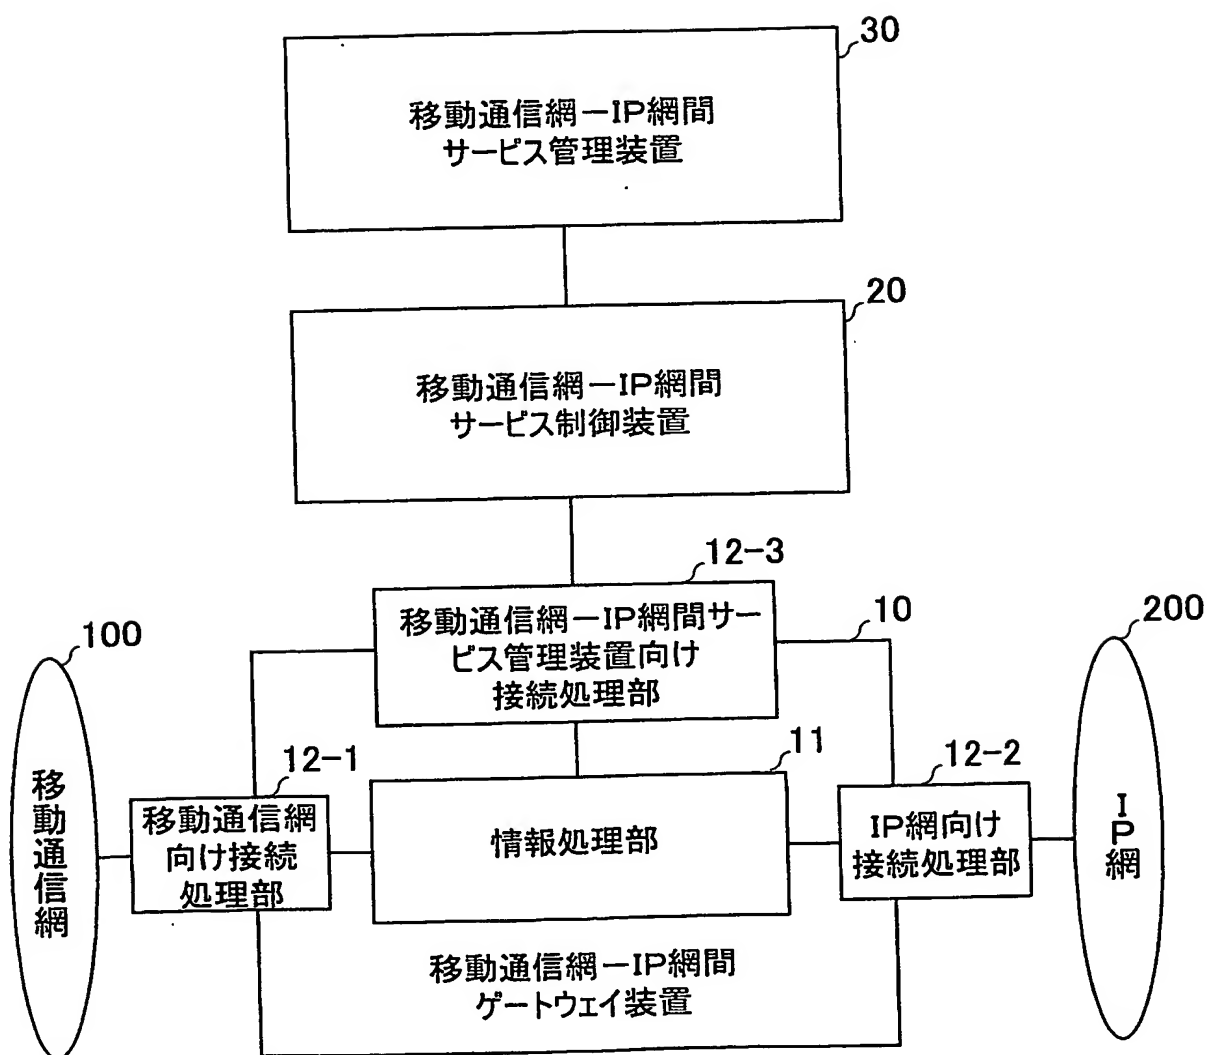 30
移動通信網－IP網間
サービス管理装置
20
移動通信網－IP網間
サービス制御装置
12-3
移動通信網－IP網間サー
ビス管理装置向け
接続処理部
10
100
200
移動通信網
12-1
移動通信網
向け接続
処理部
11
情報処理部
12-2
IP網向け
接続処理部
IP網
移動通信網－IP網間
ゲートウェイ装置